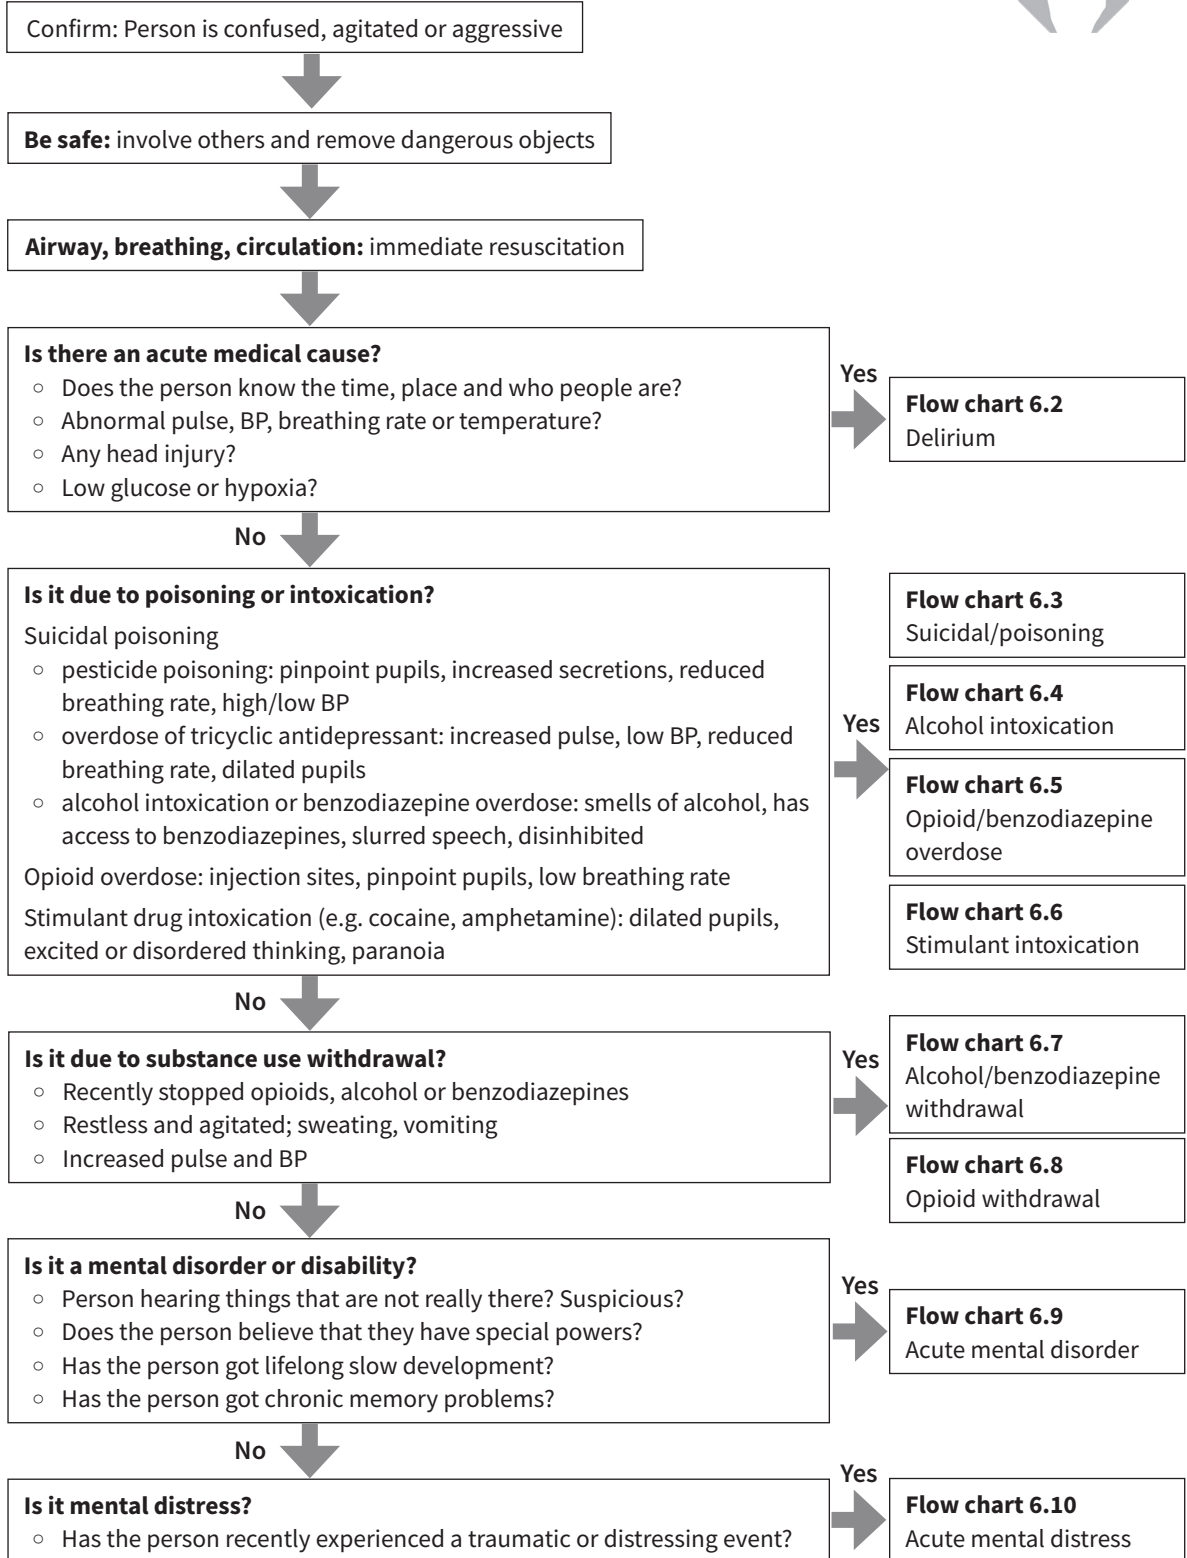 Confirm: Person is confused, agitated or aggressive
Be safe: involve others and remove dangerous objects
Airway, breathing, circulation: immediate resuscitation
Is there an acute medical cause?
○ Does the person know the time, place and who people are?
○ Abnormal pulse, BP, breathing rate or temperature?
○ Any head injury?
○ Low glucose or hypoxia?
Yes
Flow chart 6.2
Delirium
No
Is it due to poisoning or intoxication?
Suicidal poisoning
○ pesticide poisoning: pinpoint pupils, increased secretions, reduced
breathing rate, high/low BP
○ overdose of tricyclic antidepressant: increased pulse, low BP, reduced
breathing rate, dilated pupils
○ alcohol intoxication or benzodiazepine overdose: smells of alcohol, has
access to benzodiazepines, slurred speech, disinhibited
Opioid overdose: injection sites, pinpoint pupils, low breathing rate
Stimulant drug intoxication (e.g. cocaine, amphetamine): dilated pupils,
excited or disordered thinking, paranoia
Yes
Flow chart 6.3
Suicidal/poisoning
Flow chart 6.4
Alcohol intoxication
Flow chart 6.5
Opioid/benzodiazepine
overdose
Flow chart 6.6
Stimulant intoxication
No
Is it due to substance use withdrawal?
○ Recently stopped opioids, alcohol or benzodiazepines
○ Restless and agitated; sweating, vomiting
○ Increased pulse and BP
Yes
Flow chart 6.7
Alcohol/benzodiazepine
withdrawal
Flow chart 6.8
Opioid withdrawal
No
Is it a mental disorder or disability?
○ Person hearing things that are not really there? Suspicious?
○ Does the person believe that they have special powers?
○ Has the person got lifelong slow development?
○ Has the person got chronic memory problems?
Yes
Flow chart 6.9
Acute mental disorder
No
Is it mental distress?
○ Has the person recently experienced a traumatic or distressing event?
Yes
Flow chart 6.10
Acute mental distress